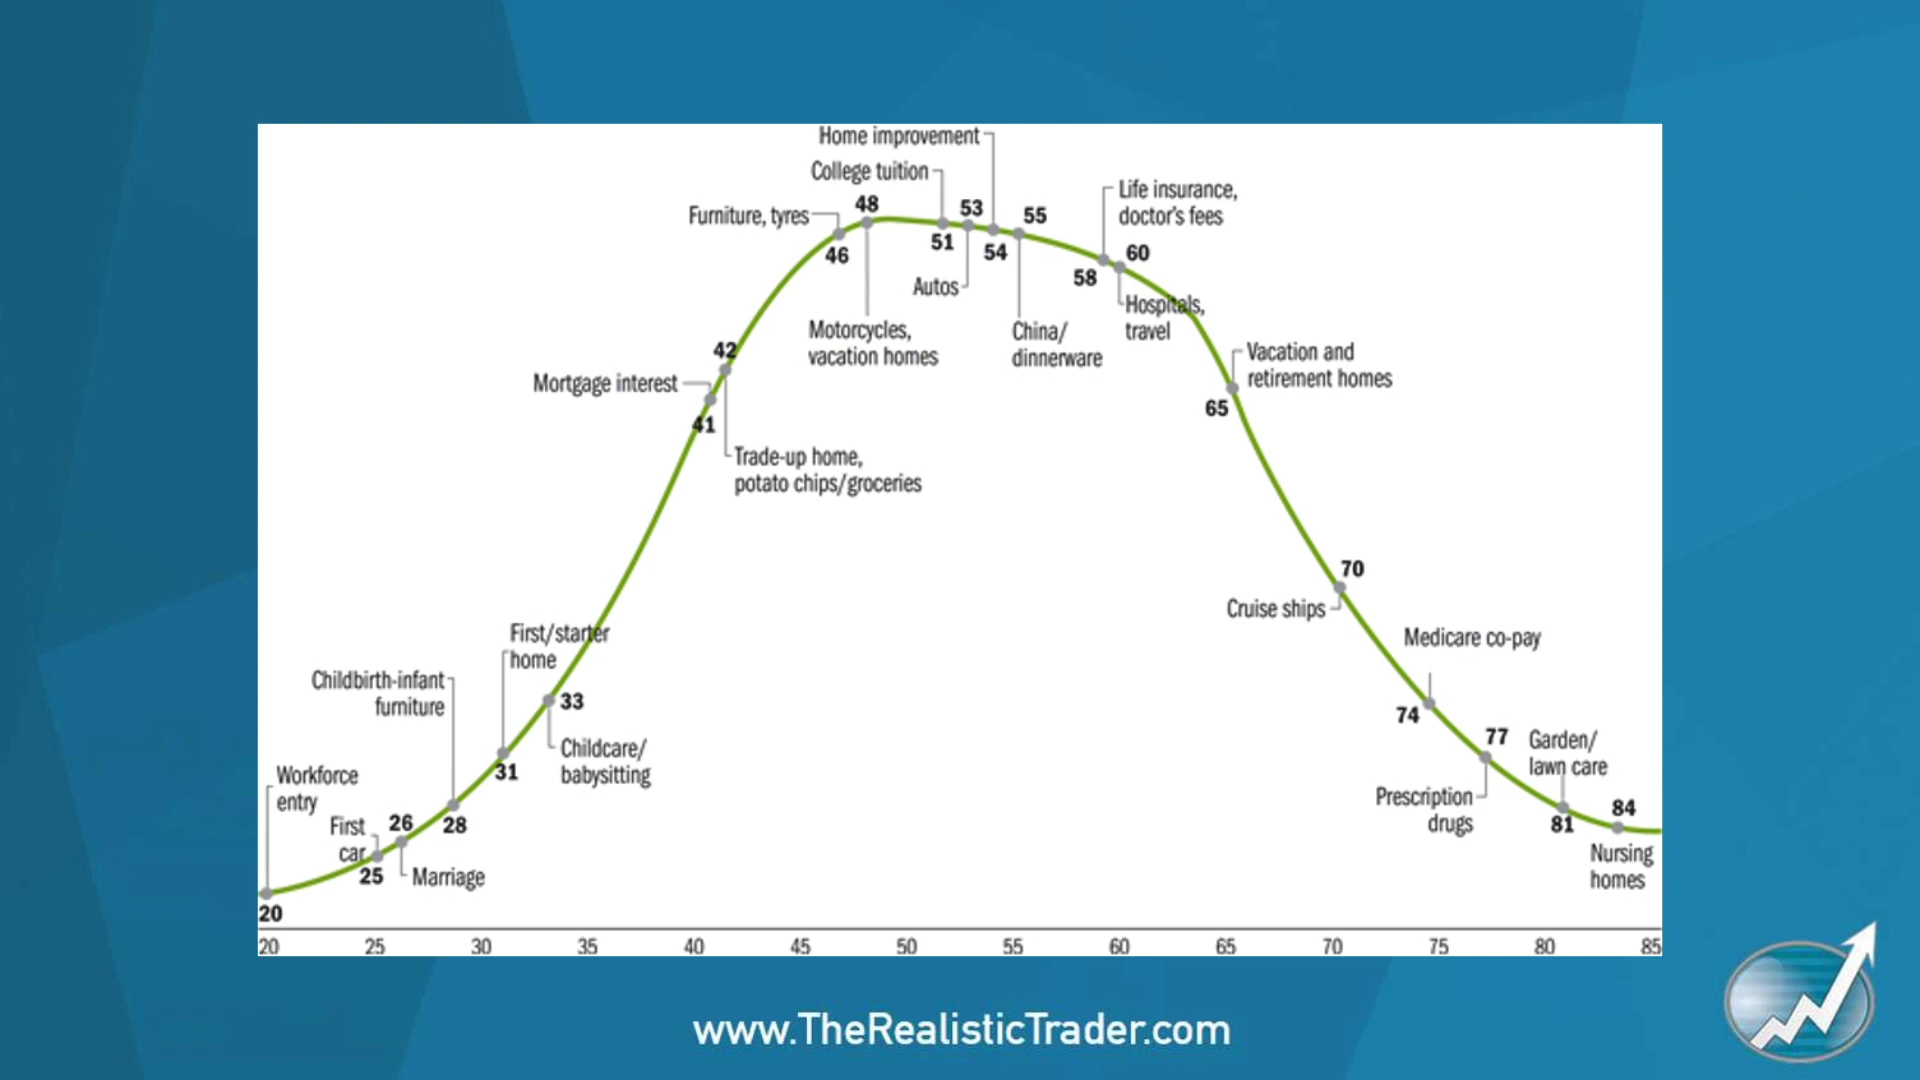 Home improvement
College tuition
Furniture, tyres
48
53
55
Life insurance,
doctor's fees
46
51
54
58
60
Autos
Hospitals,
travel
Motorcycles,
vacation homes
China/
dinnerware
42
Mortgage interest
41
Vacation and
retirement homes
65
Trade-up home,
potato chips/groceries
70
Cruise ships
First/starter
home
Medicare co-pay
Childbirth-infant
furniture
33
74
77
Garden/
lawn care
Childcare/
babysitting
31
Workforce
entry
Prescription
drugs
84
81
First
car
26
28
25
Marriage
Nursing
homes
20
20 25 30 35 40 45 50 55 60 65 70 75 80 85
www.TheRealisticTrader.com